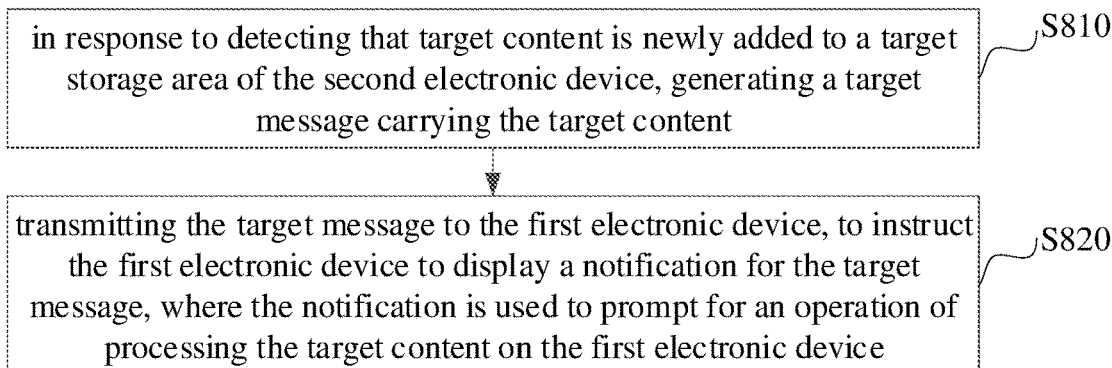 in response to detecting that target content is newly added to a target
storage area of the second electronic device, generating a target
message carrying the target content
S810
transmitting the target message to the first electronic device, to instruct
the first electronic device to display a notification for the target
message, where the notification is used to prompt for an operation of
processing the target content on the first electronic device
S820